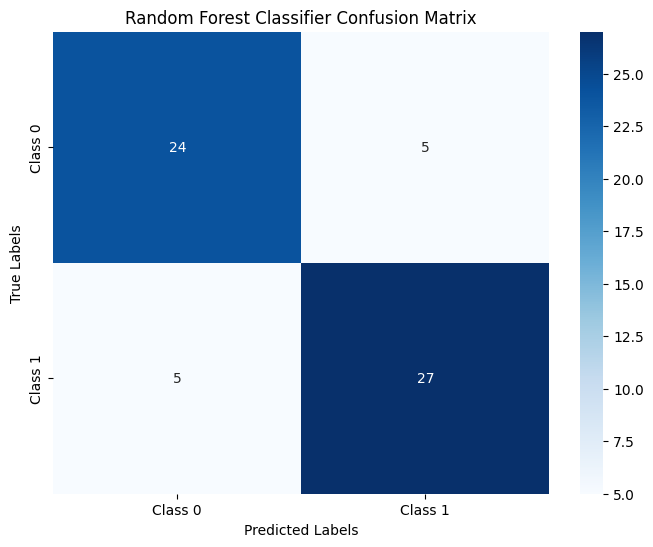 Random Forest Classifier Confusion Matrix
True Labels
Class 0
Class 1
24
5
5
27
Class 0
Class 1
Predicted Labels
25.0
22.5
20.0
17.5
15.0
12.5
10.0
7.5
5.0